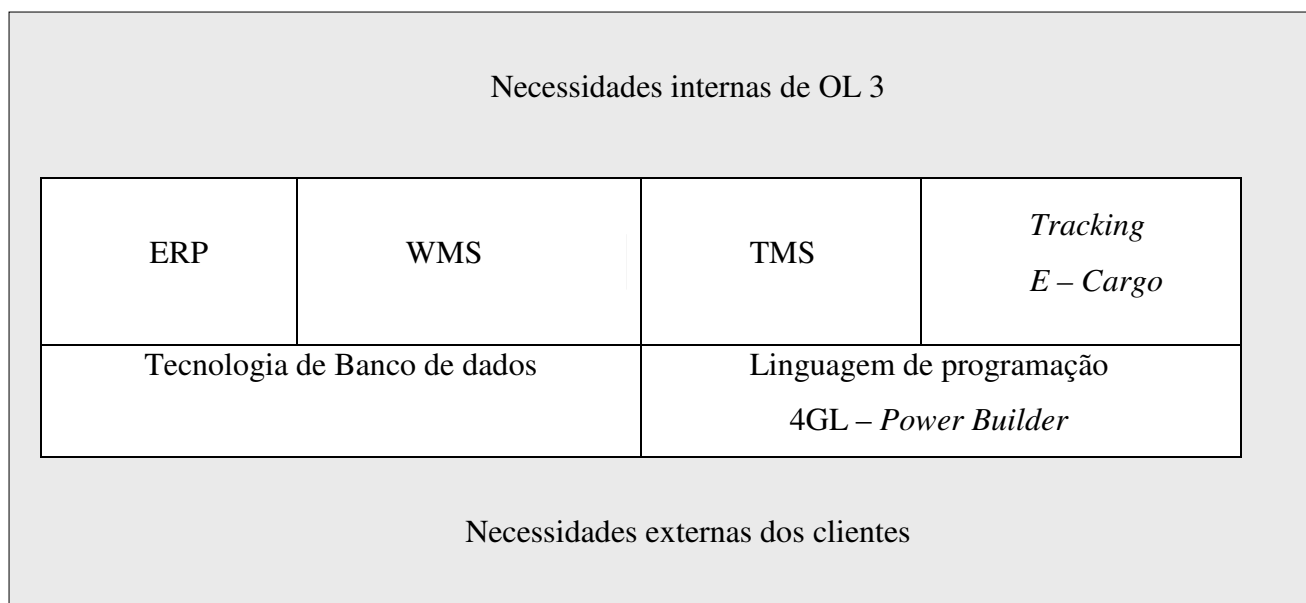 Necessidades internas de OL 3
ERP
WMS
TMS
Tracking
E – Cargo
Tecnologia de Banco de dados
Linguagem de programação
4GL – Power Builder
Necessidades externas dos clientes